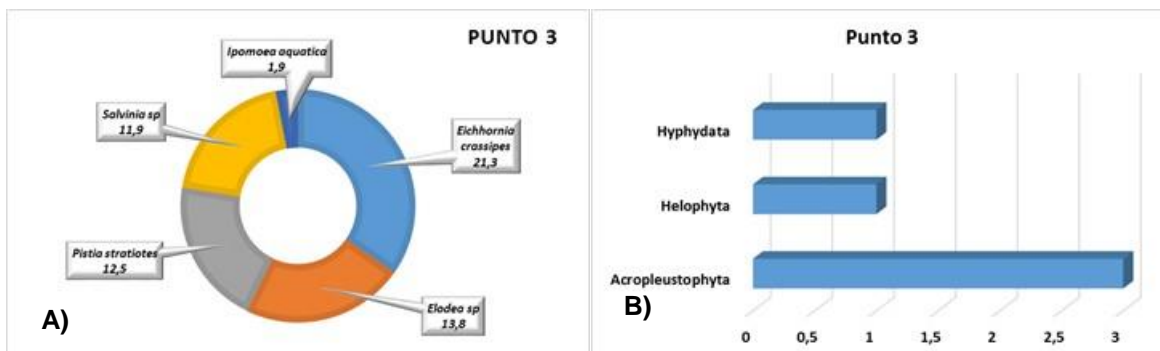 PUNTO 3
Ipomoea aquatica
1,9
Salvinia sp
11,9
Eichhornia
crassipes
21,3
Pistia stratiotes
12,5
Elodea sp
13,8
A)
Punto 3
Hyphydata
Helophyta
Acropleustophyta
0 0,5 1 1,5 2 2,5 3
B)